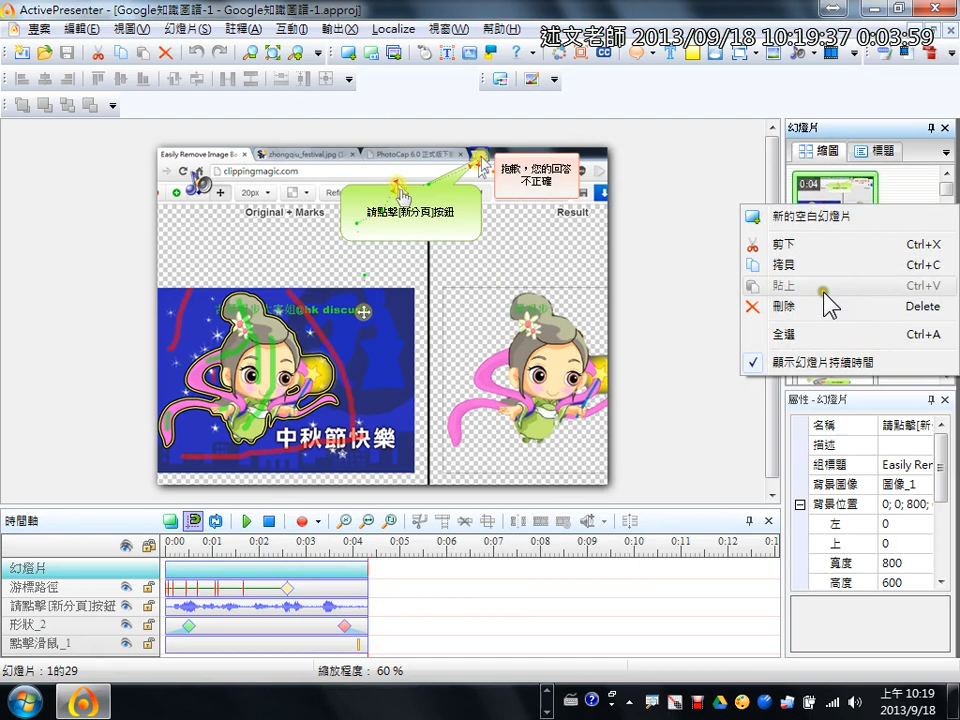 ActivePresenter - [Google知識圖譜-1 - Google知識圖譜-1.approj]
專案 編輯(E) 視圖(V) 幻燈片(S) 註釋(A) 互動(I) 輸出(X) Localize 視窗(W) 幫助(H)
述文老師 2013/09/18 10:19:37 0:03:59
Easily Remove Image Ba
zhongqiu_festival.jpg (1
PhotoCap 6.0 正式版下載
clippingmagic.com
抱歉，您的回答
不正確
20px
請點擊[新分頁]按鈕
Original + Marks
Result
@hk discu
中秋節快樂
幻燈片
縮圖 標題
0:04
新的空白幻燈片
剪下 Ctrl+X
拷貝 Ctrl+C
貼上 Ctrl+V
刪除 Delete
全選 Ctrl+A
顯示幻燈片持續時間
屬性 - 幻燈片
名稱 請點擊[新
描述
組標題 Easily Rer
背景圖像 圖像_1
背景位置 0; 0; 800;
左 0
上 0
寬度 800
高度 600
時間軸
0:00 0:01 0:02 0:03 0:04 0:05 0:06 0:07 0:08 0:09 0:10 0:11 0:12 0:1
幻燈片
游標路徑
請點擊[新分頁]按鈕
形狀_2
點擊滑鼠_1
幻燈片：1的29
縮放程度： 60 %
上午 10:19
2013/9/18